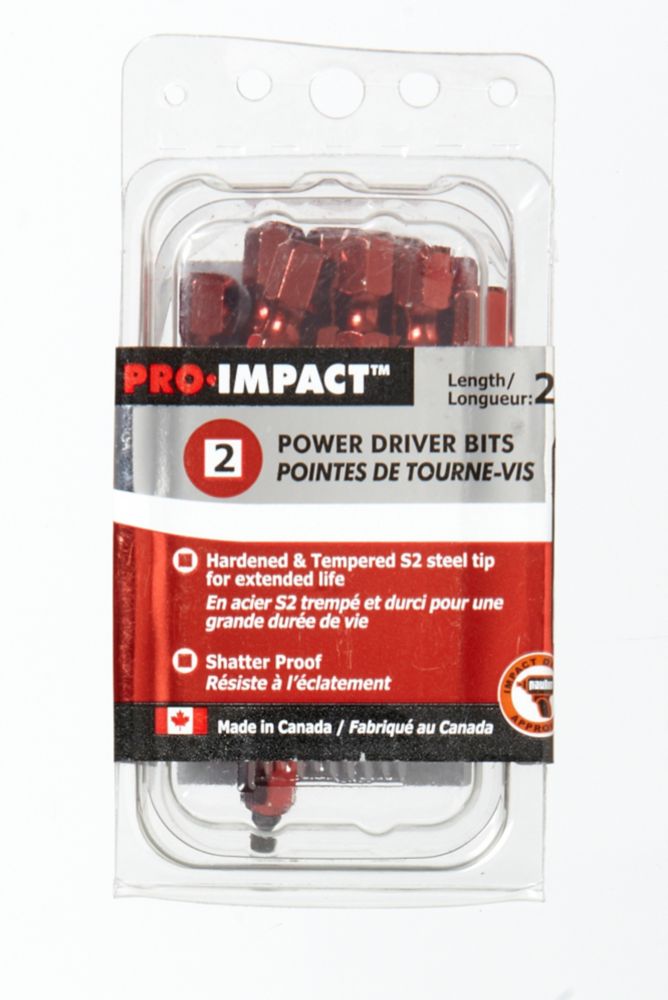 PRO·IMPACT™
Length/
Longueur: 2
2
POWER DRIVER BITS
POINTES DE TOURNE-VIS
Hardened & Tempered S2 steel tip
for extended life
En acier S2 trempé et durci pour une
grande durée de vie
Shatter Proof
Résiste à l'éclatement
IMPACT
Made in Canada / Fabriqué au Canada